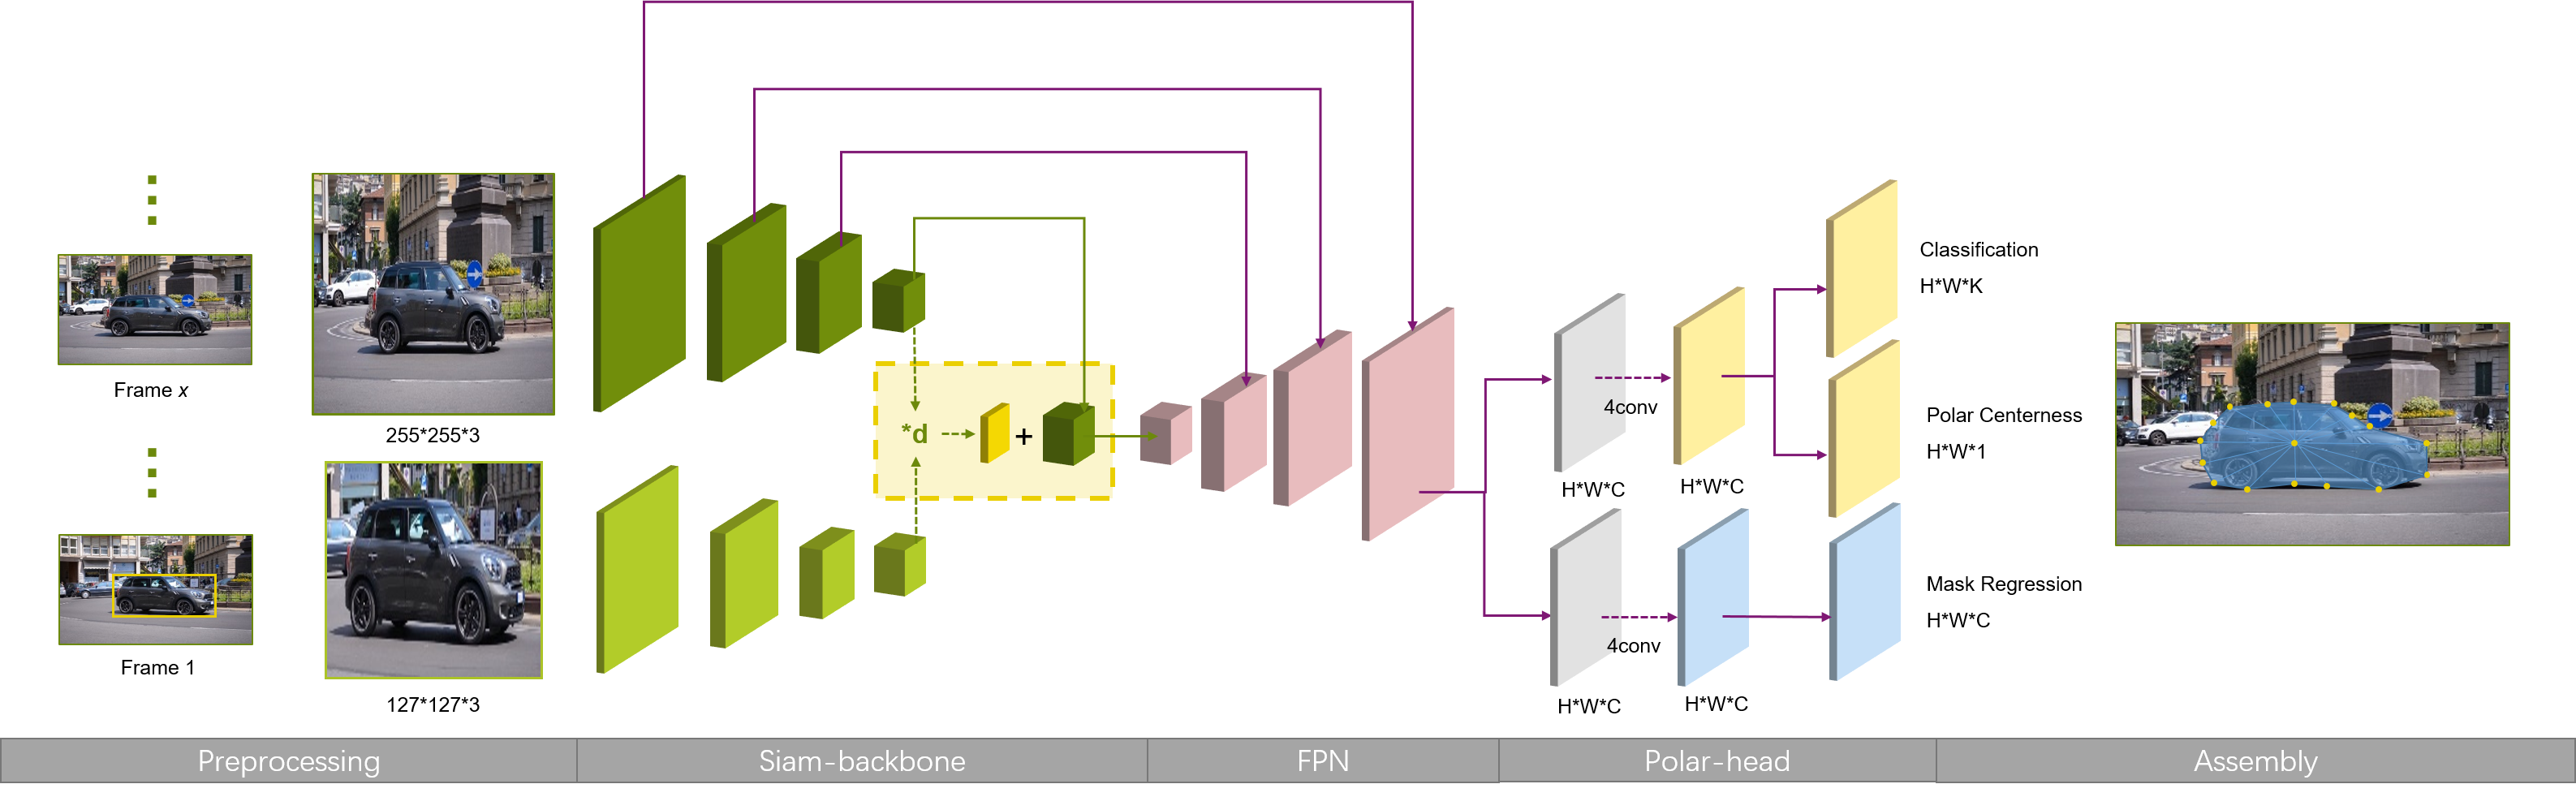 Frame x
Frame 1
255*255*3
127*127*3
*d
+
4conv
H*W*C
H*W*C
4conv
H*W*C
H*W*C
Classification
H*W*K
Polar Centerness
H*W*1
Mask Regression
H*W*C
Preprocessing
Siam-backbone
FPN
Polar-head
Assembly